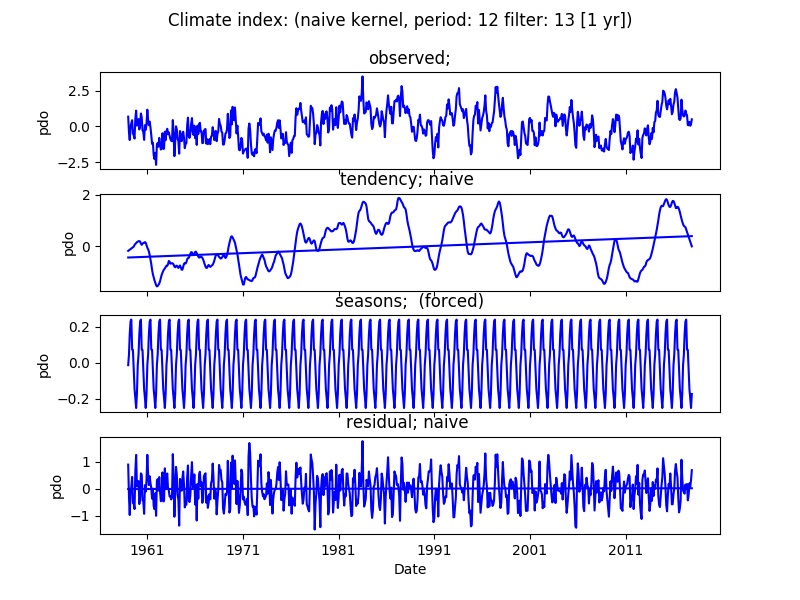 Climate index: (naive kernel, period: 12 filter: 13 [1 yr])
observed;
2.5
0.0
−2.5
pdo
tendency; naive
2
0
pdo
seasons;  (forced)
0.2
0.0
−0.2
pdo
residual; naive
1
0
−1
pdo
1961 1971 1981 1991 2001 2011
Date